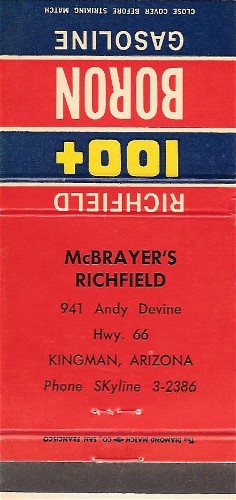 CLOSE COVER BEFORE STRIKING MATCH
GASOLINE
BORON
100+
RICHFIELD
McBRAYER'S
RICHFIELD
941 Andy Devine
Hwy. 66
KINGMAN, ARIZONA
Phone SKyline 3-2386
THE DIAMOND MATCH CO., SAN FRANCISCO